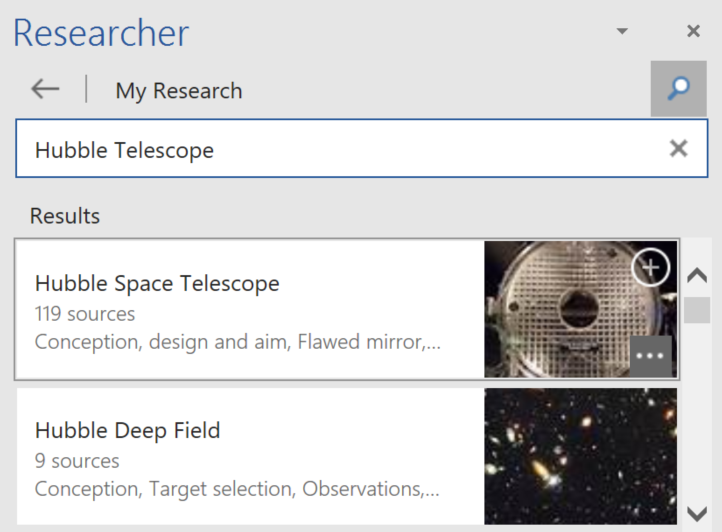 Researcher
My Research
Hubble Telescope
Results
Hubble Space Telescope
119 sources
Conception, design and aim, Flawed mirror,...
Hubble Deep Field
9 sources
Conception, Target selection, Observations,...